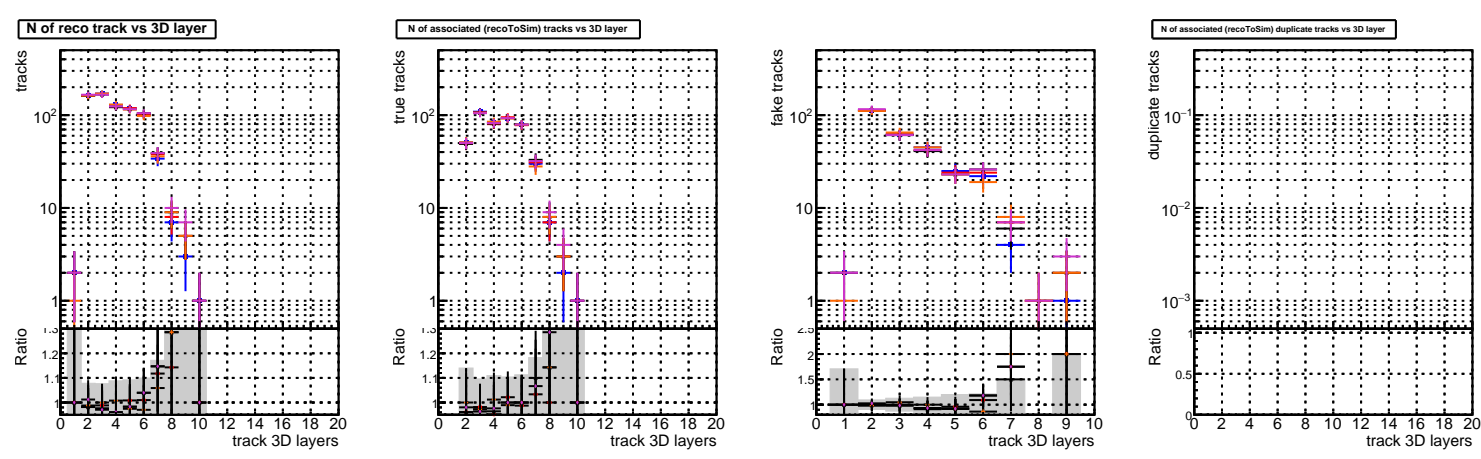 N of reco track vs 3D layer
tracks
10²
10
1
Ratio
1.3
1.2
1.1
1
0 2 4 6 8 10 12 14 16 18 20
track 3D layers
N of associated (recoToSim) tracks vs 3D layer
true tracks
10²
10
1
Ratio
1.3
1.2
1.1
1
0 2 4 6 8 10 12 14 16 18 20
track 3D layers
fake tracks
10²
10
1
Ratio
2.5
2
1.5
1
0 1 2 3 4 5 6 7 8 9 10
track 3D layers
N of associated (recoToSim) duplicate tracks vs 3D layer
duplicate tracks
10⁻¹
10⁻²
10⁻³
Ratio
1
0.5
0
0 2 4 6 8 10 12 14 16 18 20
track 3D layers